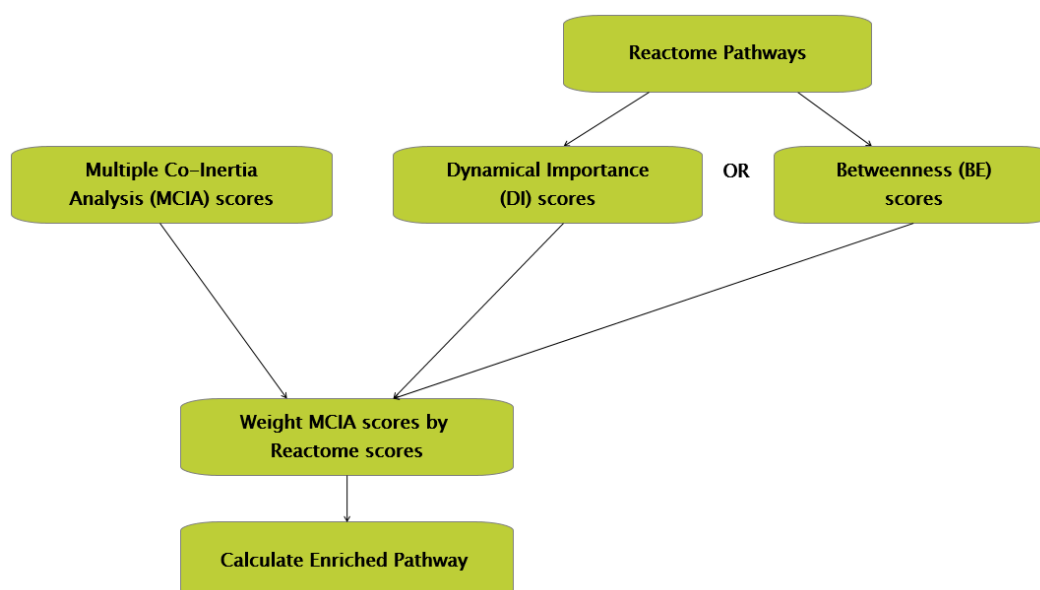 Reactome Pathways
Multiple Co-Inertia
Analysis (MCIA) scores
Dynamical Importance
(DI) scores
OR
Betweenness (BE)
scores
Weight MCIA scores by
Reactome scores
Calculate Enriched Pathway